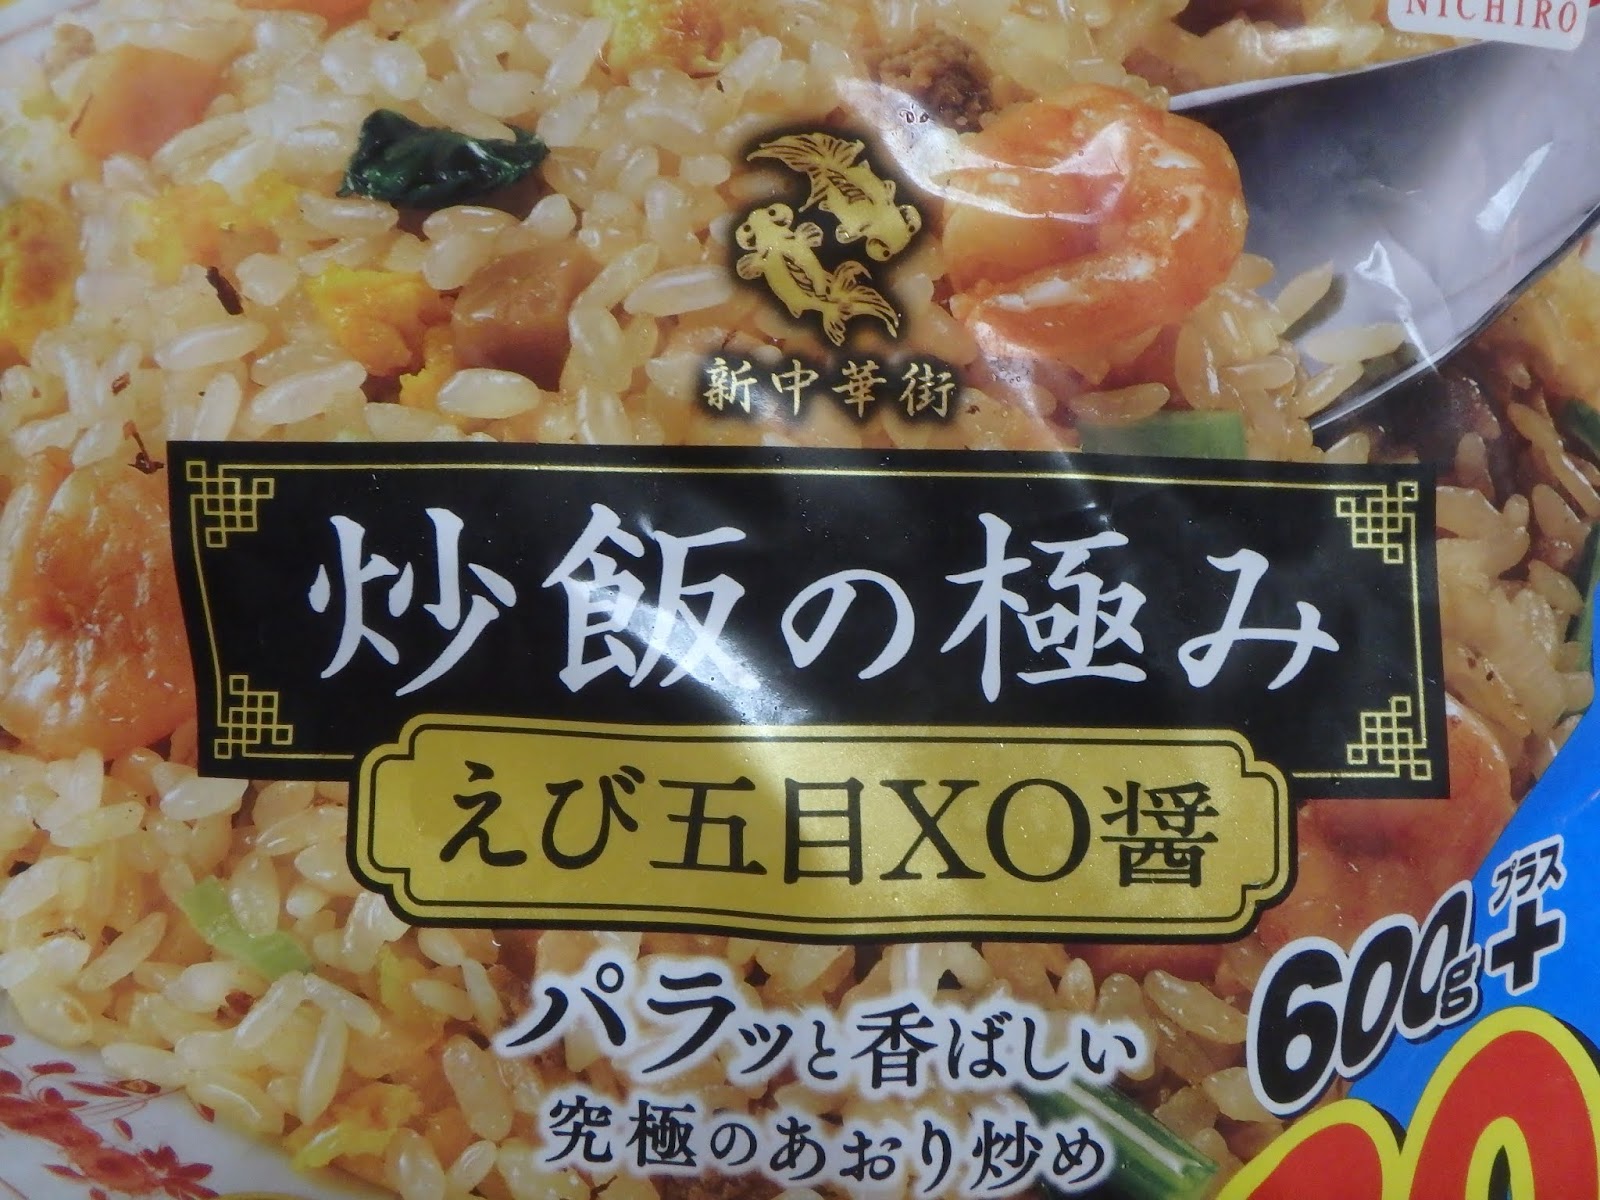 NICHIRO
新中華街
炒飯の極み
えび五目XO醤
プラス
600g+
パラッと香ばしい
究極のあおり炒め